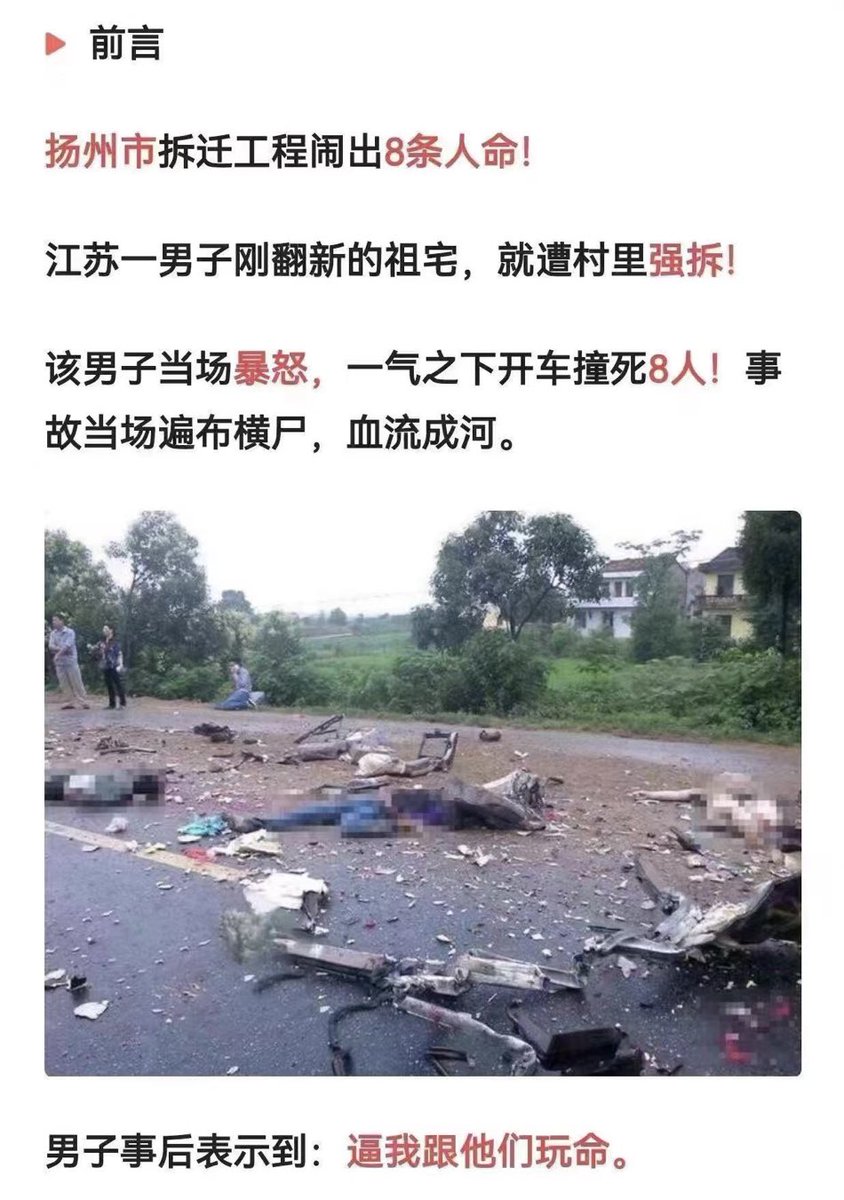 前言
扬州市拆迁工程闹出8条人命！
江苏一男子刚翻新的祖宅，就遭村里强拆！
该男子当场暴怒，一气之下开车撞死8人！事
故当场遍布横尸，血流成河。
男子事后表示到：逼我跟他们玩命。